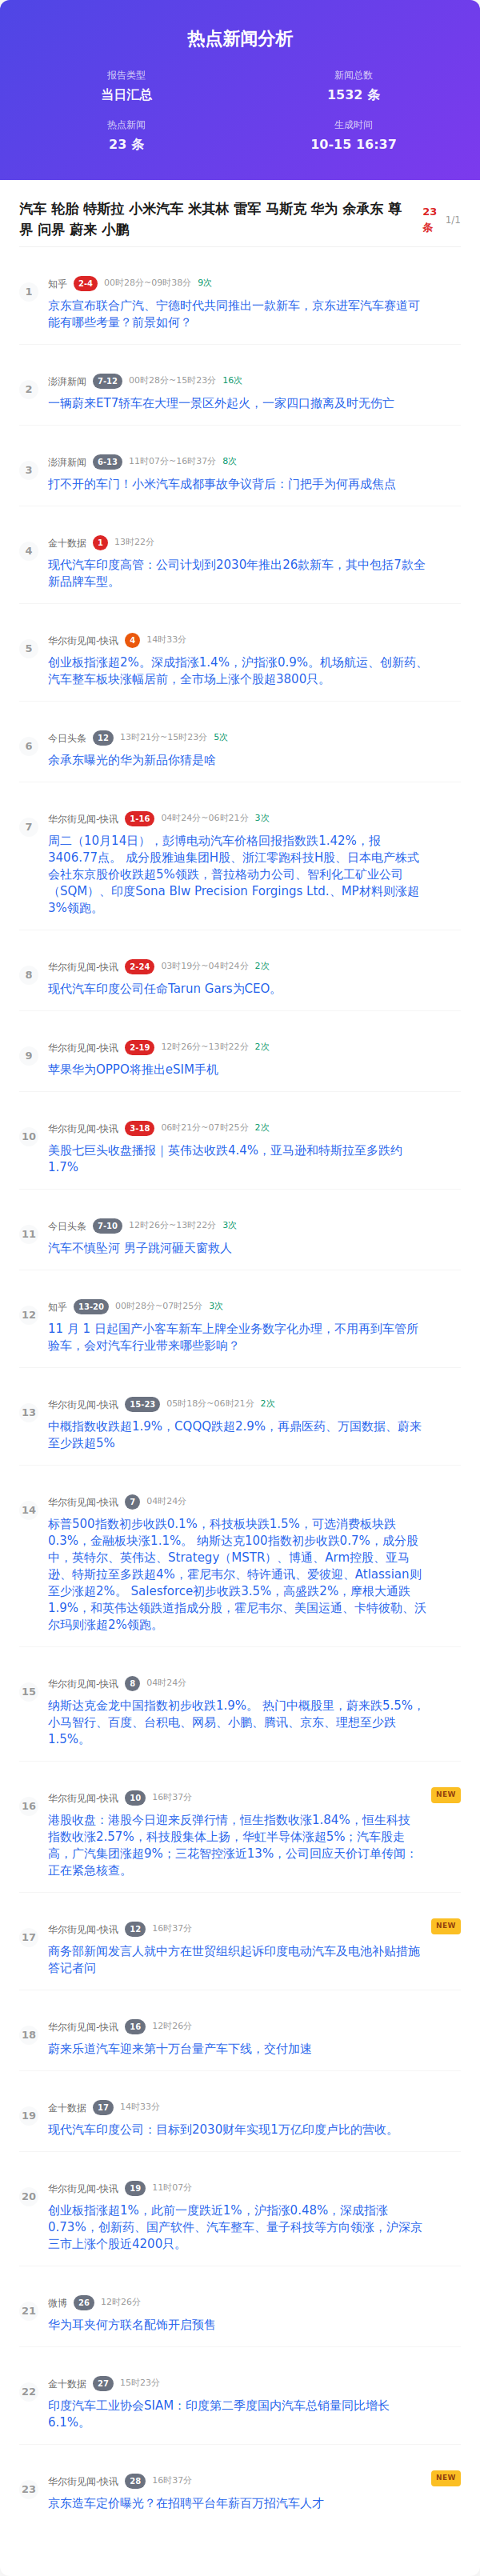 热点新闻分析
报告类型
当日汇总
新闻总数
1532 条
热点新闻
23 条
生成时间
10-15 16:37
汽车 轮胎 特斯拉 小米汽车 米其林 雷军 马斯克 华为 余承东 尊
界 问界 蔚来 小鹏
23
条
1/1
1
知乎 2-4 00时28分~09时38分 9次
京东宣布联合广汽、宁德时代共同推出一款新车，京东进军汽车赛道可
能有哪些考量？前景如何？
2
澎湃新闻 7-12 00时28分~15时23分 16次
一辆蔚来ET7轿车在大理一景区外起火，一家四口撤离及时无伤亡
3
澎湃新闻 6-13 11时07分~16时37分 8次
打不开的车门！小米汽车成都事故争议背后：门把手为何再成焦点
4
金十数据 1 13时22分
现代汽车印度高管：公司计划到2030年推出26款新车，其中包括7款全
新品牌车型。
5
华尔街见闻-快讯 4 14时33分
创业板指涨超2%。深成指涨1.4%，沪指涨0.9%。机场航运、创新药、
汽车整车板块涨幅居前，全市场上涨个股超3800只。
6
今日头条 12 13时21分~15时23分 5次
余承东曝光的华为新品你猜是啥
7
华尔街见闻-快讯 1-16 04时24分~06时21分 3次
周二（10月14日），彭博电动汽车价格回报指数跌1.42%，报
3406.77点。 成分股雅迪集团H股、浙江零跑科技H股、日本电产株式
会社东京股价收跌超5%领跌，普拉格动力公司、智利化工矿业公司
（SQM）、印度Sona Blw Precision Forgings Ltd.、MP材料则涨超
3%领跑。
8
华尔街见闻-快讯 2-24 03时19分~04时24分 2次
现代汽车印度公司任命Tarun Gars为CEO。
9
华尔街见闻-快讯 2-19 12时26分~13时22分 2次
苹果华为OPPO将推出eSIM手机
10
华尔街见闻-快讯 3-18 06时21分~07时25分 2次
美股七巨头收盘播报｜英伟达收跌4.4%，亚马逊和特斯拉至多跌约
1.7%
11
今日头条 7-10 12时26分~13时22分 3次
汽车不慎坠河 男子跳河砸天窗救人
12
知乎 13-20 00时28分~07时25分 3次
11 月 1 日起国产小客车新车上牌全业务数字化办理，不用再到车管所
验车，会对汽车行业带来哪些影响？
13
华尔街见闻-快讯 15-23 05时18分~06时21分 2次
中概指数收跌超1.9%，CQQQ跌超2.9%，再鼎医药、万国数据、蔚来
至少跌超5%
14
华尔街见闻-快讯 7 04时24分
标普500指数初步收跌0.1%，科技板块跌1.5%，可选消费板块跌
0.3%，金融板块涨1.1%。 纳斯达克100指数初步收跌0.7%，成分股
中，英特尔、英伟达、Strategy（MSTR）、博通、Arm控股、亚马
逊、特斯拉至多跌超4%，霍尼韦尔、特许通讯、爱彼迎、Atlassian则
至少涨超2%。 Salesforce初步收跌3.5%，高盛跌2%，摩根大通跌
1.9%，和英伟达领跌道指成分股，霍尼韦尔、美国运通、卡特彼勒、沃
尔玛则涨超2%领跑。
15
华尔街见闻-快讯 8 04时24分
纳斯达克金龙中国指数初步收跌1.9%。 热门中概股里，蔚来跌5.5%，
小马智行、百度、台积电、网易、小鹏、腾讯、京东、理想至少跌
1.5%。
NEW
16
华尔街见闻-快讯 10 16时37分
港股收盘：港股今日迎来反弹行情，恒生指数收涨1.84%，恒生科技
指数收涨2.57%，科技股集体上扬，华虹半导体涨超5%；汽车股走
高，广汽集团涨超9%；三花智控涨近13%，公司回应天价订单传闻：
正在紧急核查。
NEW
17
华尔街见闻-快讯 12 16时37分
商务部新闻发言人就中方在世贸组织起诉印度电动汽车及电池补贴措施
答记者问
18
华尔街见闻-快讯 16 12时26分
蔚来乐道汽车迎来第十万台量产车下线，交付加速
19
金十数据 17 14时33分
现代汽车印度公司：目标到2030财年实现1万亿印度卢比的营收。
20
华尔街见闻-快讯 19 11时07分
创业板指涨超1%，此前一度跌近1%，沪指涨0.48%，深成指涨
0.73%，创新药、国产软件、汽车整车、量子科技等方向领涨，沪深京
三市上涨个股近4200只。
21
微博 26 12时26分
华为耳夹何方联名配饰开启预售
22
金十数据 27 15时23分
印度汽车工业协会SIAM：印度第二季度国内汽车总销量同比增长
6.1%。
NEW
23
华尔街见闻-快讯 28 16时37分
京东造车定价曝光？在招聘平台年薪百万招汽车人才